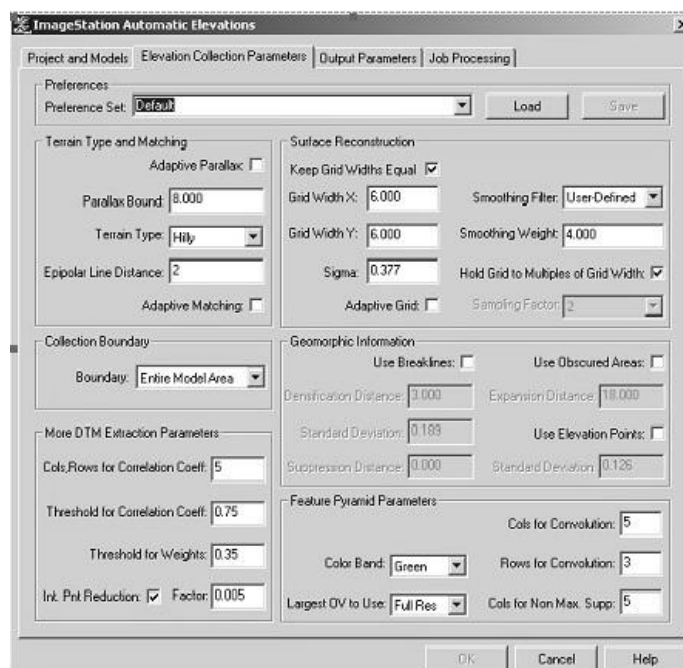 ImageStation Automatic Elevations
Project and Models Elevation Collection Parameters Output Parameters Job Processing
Preferences
Preference Set: Default Load Save
Terrain Type and Matching
Adaptive Parallax:
Parallax Bound: 8.000
Terrain Type: Hilly
Epipolar Line Distance: 2
Adaptive Matching:
Surface Reconstruction
Keep Grid Widths Equal
Grid Width X: 6.000 Smoothing Filter: User-Defined
Grid Width Y: 6.000 Smoothing Weight: 4.000
Sigma: 0.377 Hold Grid to Multiples of Grid Width:
Adaptive Grid: Sampling Factor: 2
Collection Boundary
Boundary: Entire Model Area
Geomorphic Information
Use Breaklines: Use Obscured Areas:
Densification Distance: 3.000 Expansion Distance: 18.000
Standard Deviation: 0.189 Use Elevation Points:
Suppression Distance: 0.000 Standard Deviation 0.126
More DTM Extraction Parameters
Cols,Rows for Correlation Coeff: 5
Threshold for Correlation Coeff: 0.75
Threshold for Weights: 0.35
Int. Pnt Reduction: Factor: 0.005
Feature Pyramid Parameters
Cols for Convolution: 5
Color Band: Green Rows for Convolution: 3
Largest OV to Use: Full Res Cols for Non Max. Supp: 5
OK Cancel Help